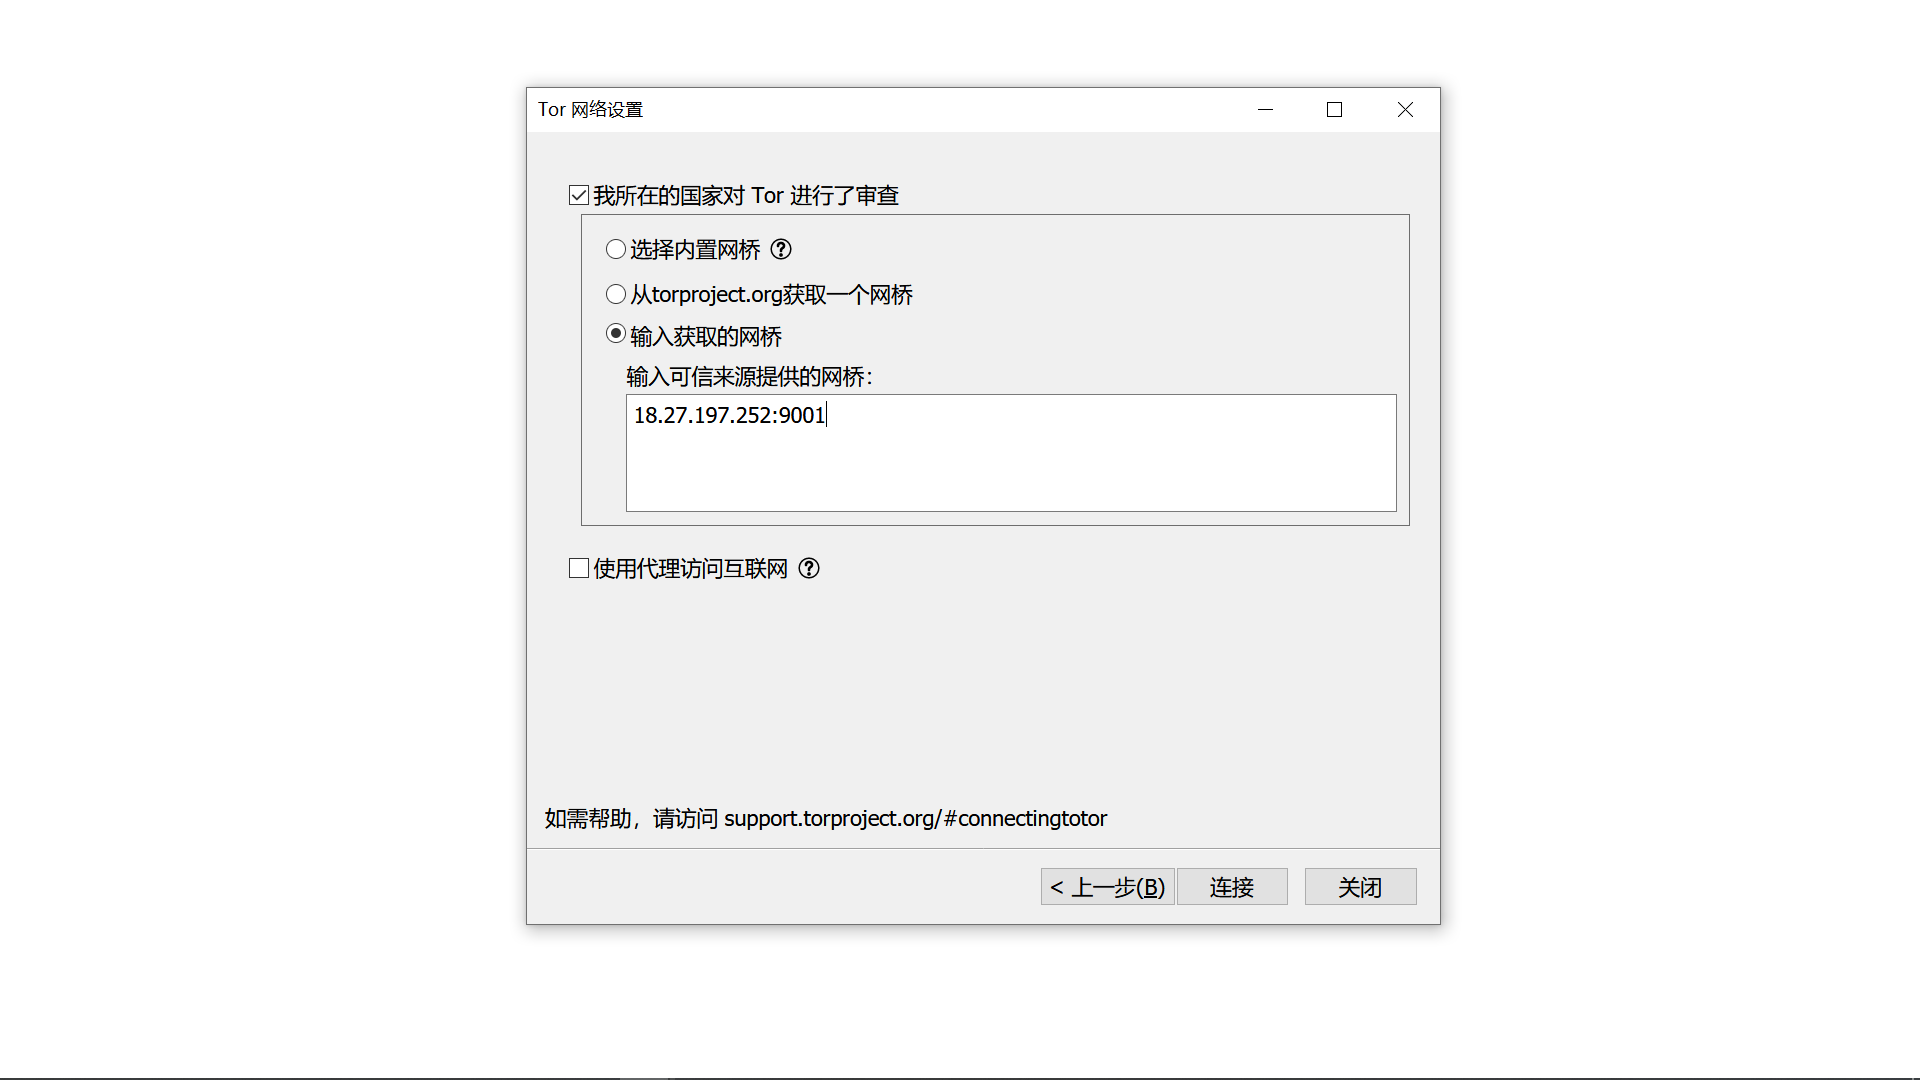 Tor 网络设置
我所在的国家对 Tor 进行了审查
选择内置网桥 ?
从torproject.org获取一个网桥
输入获取的网桥
输入可信来源提供的网桥：
18.27.197.252:9001
使用代理访问互联网 ?
如需帮助，请访问 support.torproject.org/#connectingtotor
< 上一步(B) 连接 关闭